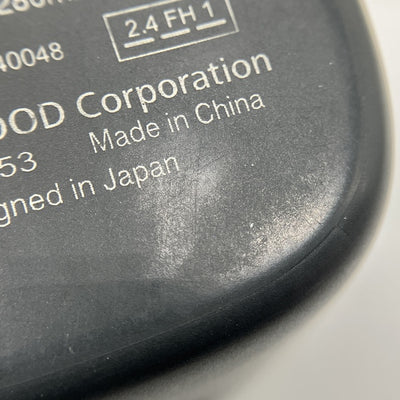 2.4 FH 1
40048
OOD Corporation
53 Made in China
gned in Japan